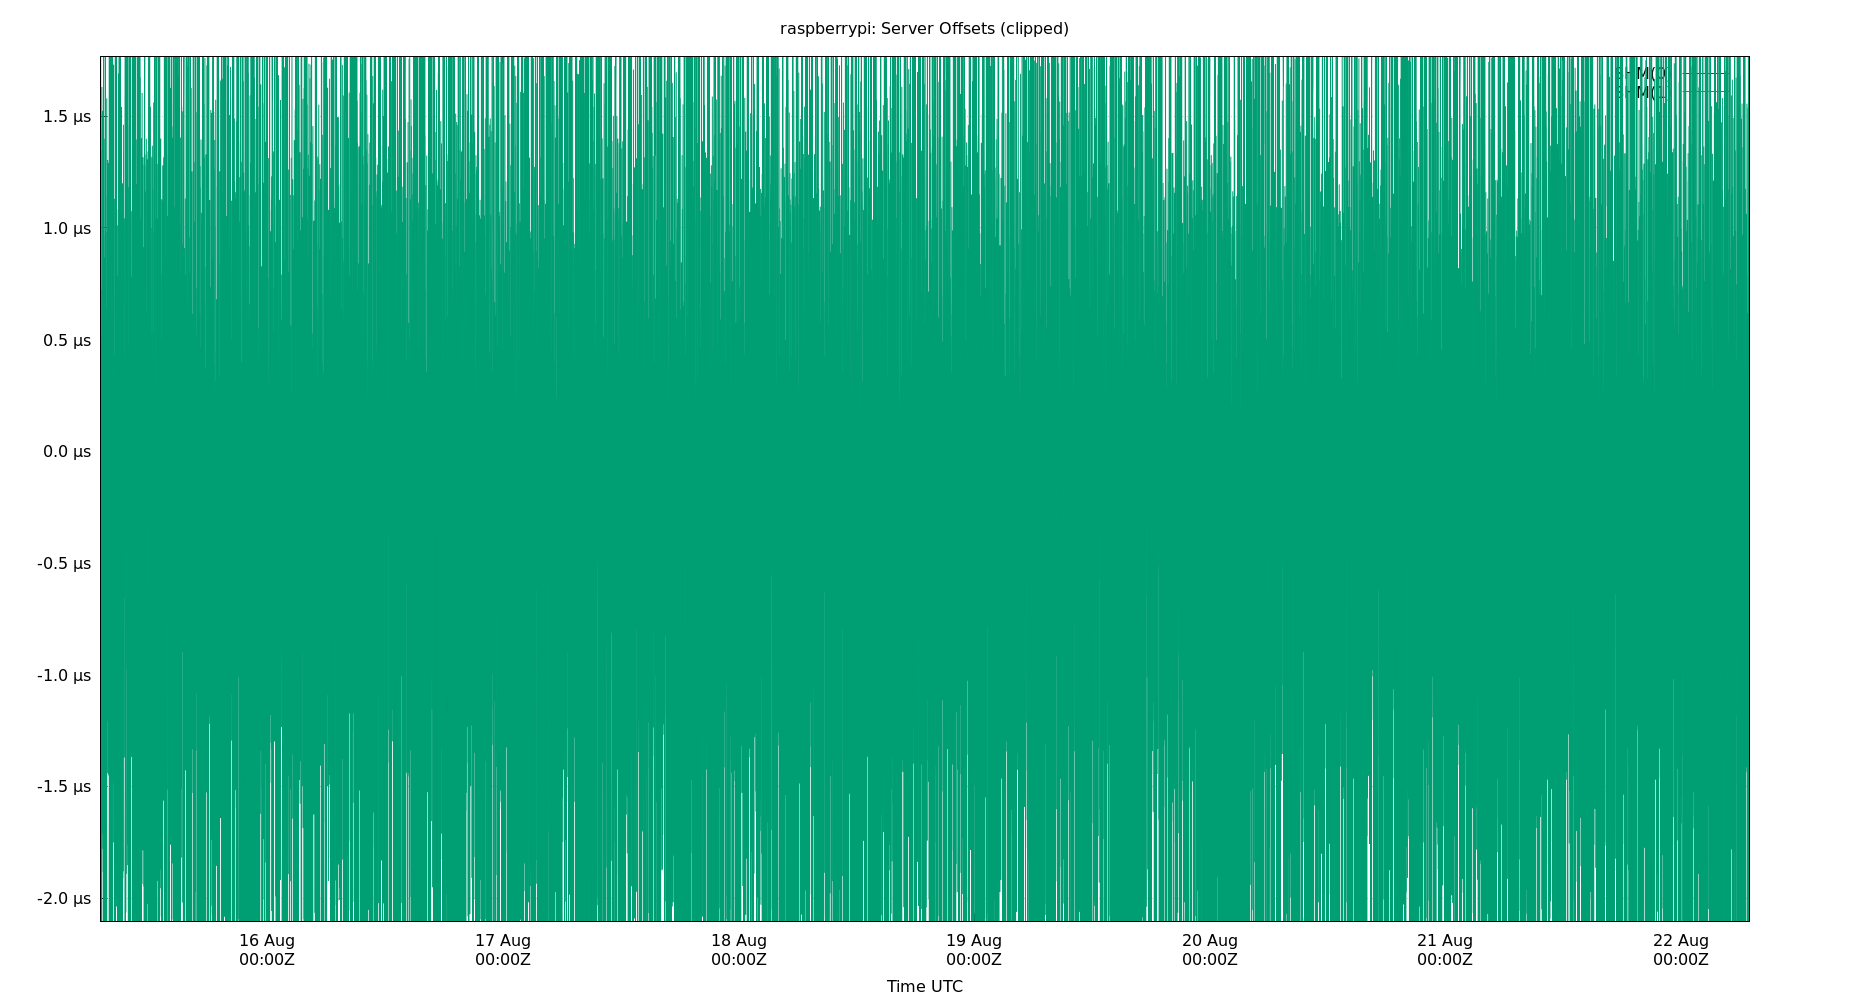 raspberrypi: Server Offsets (clipped)
1.5 µs
1.0 µs
0.5 µs
0.0 µs
-0.5 µs
-1.0 µs
-1.5 µs
-2.0 µs
16 Aug 17 Aug 18 Aug 19 Aug 20 Aug 21 Aug 22 Aug
00:00Z 00:00Z 00:00Z 00:00Z 00:00Z 00:00Z 00:00Z
Time UTC